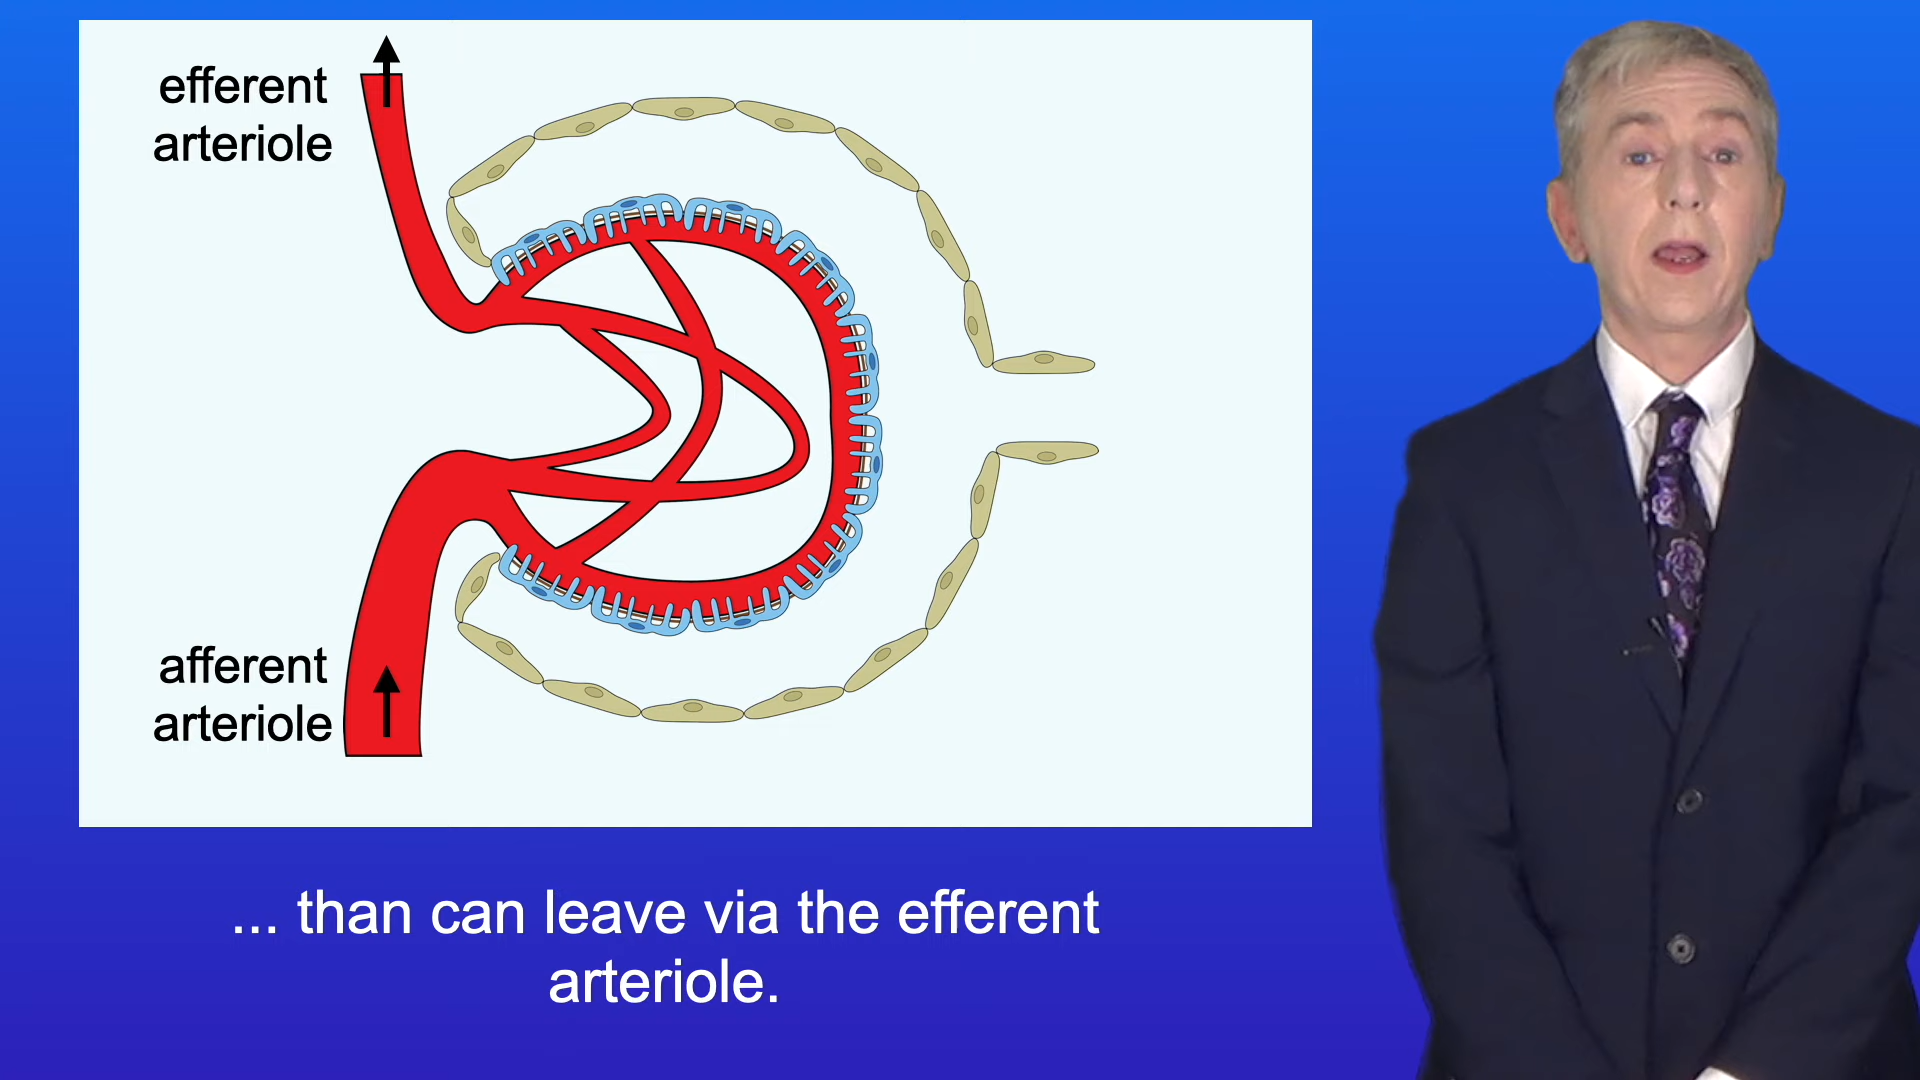 efferent
arteriole
afferent
arteriole
... than can leave via the efferent
arteriole.